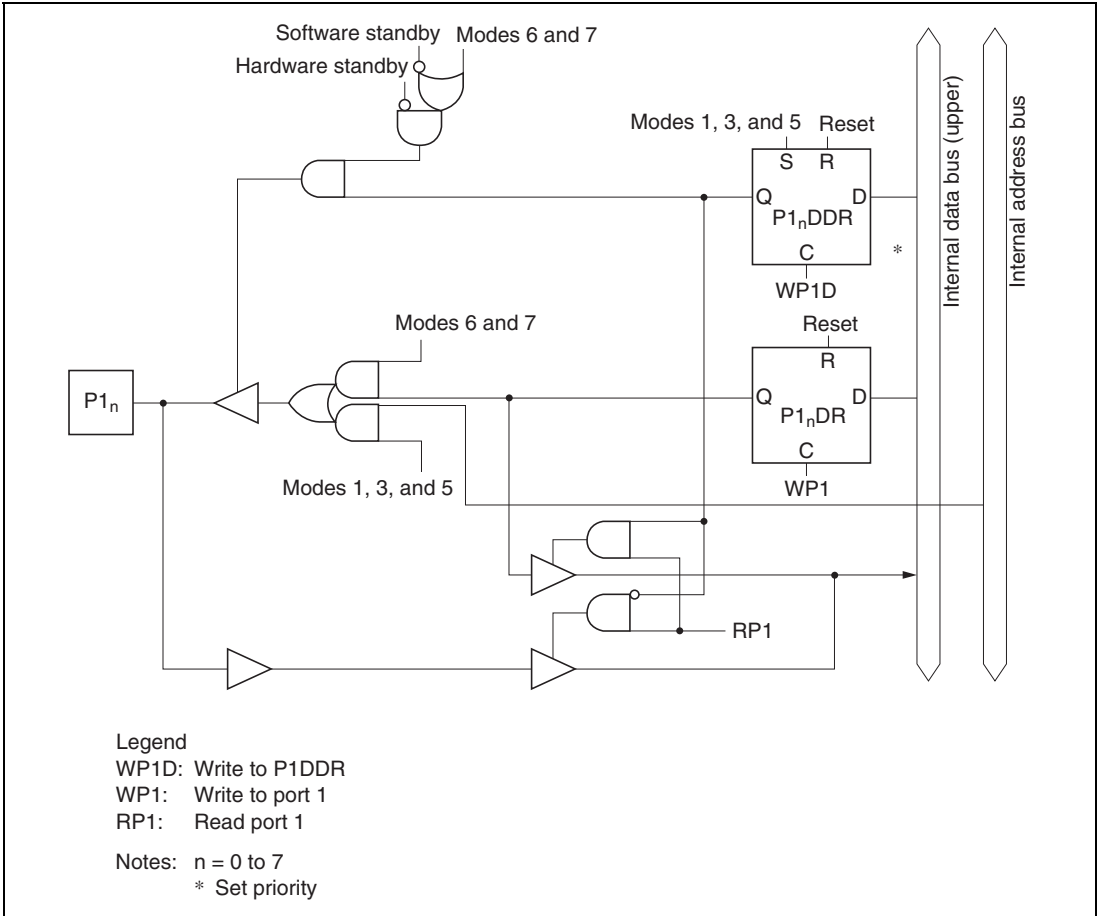 Software standby
Modes 6 and 7
Hardware standby
Modes 1, 3, and 5
Reset
S
R
Q
D
P1nDDR
C
*
WP1D
Internal data bus (upper)
Internal address bus
Modes 6 and 7
Reset
R
P1n
Q
D
P1nDR
C
WP1
Modes 1, 3, and 5
RP1
Legend
WP1D: Write to P1DDR
WP1: Write to port 1
RP1: Read port 1
Notes: n = 0 to 7
* Set priority